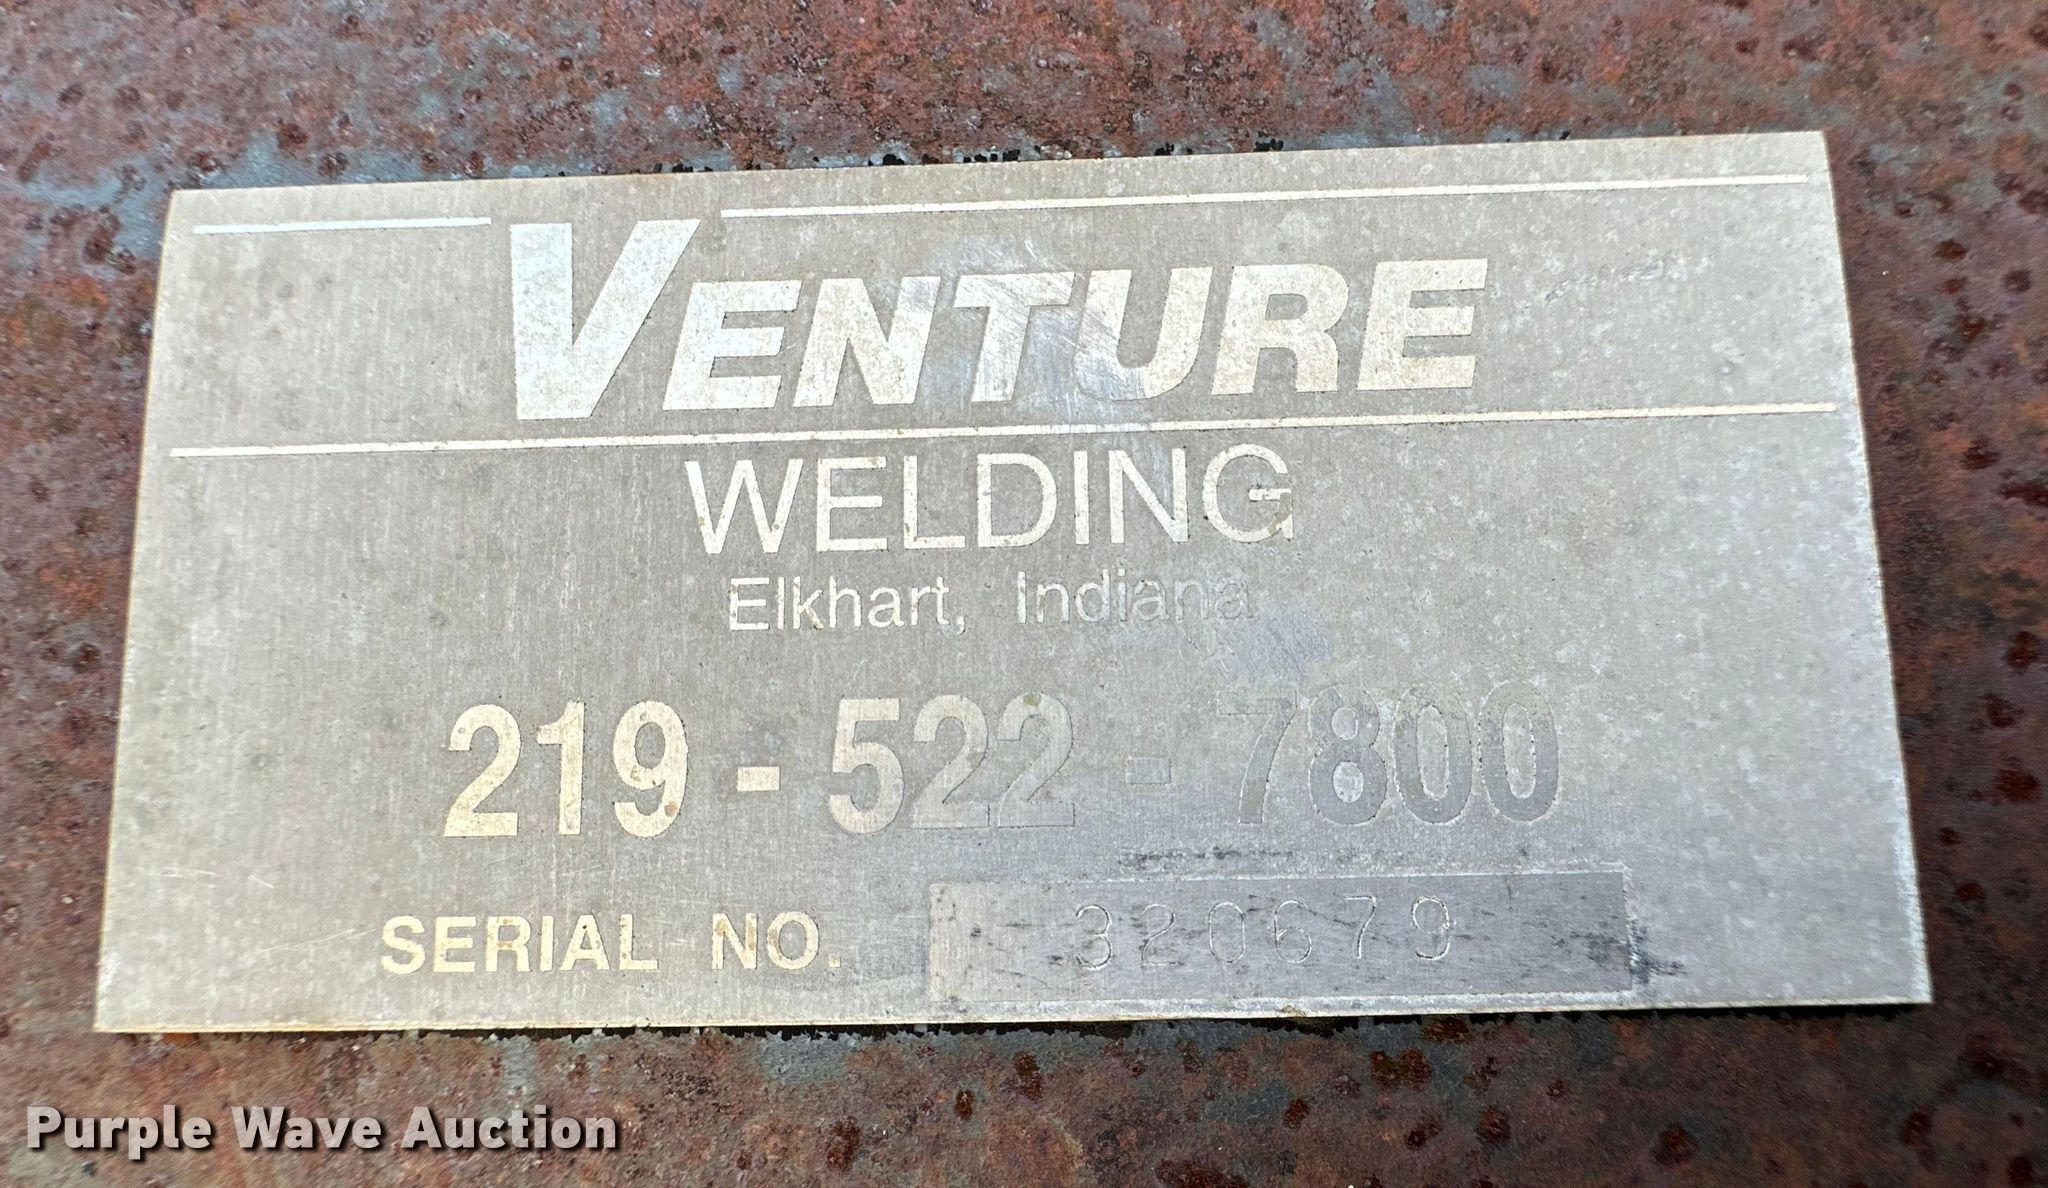 VENTURE
WELDING
Elkhart, Indiana
219-522-7800
SERIAL NO. 320679
Purple Wave Auction